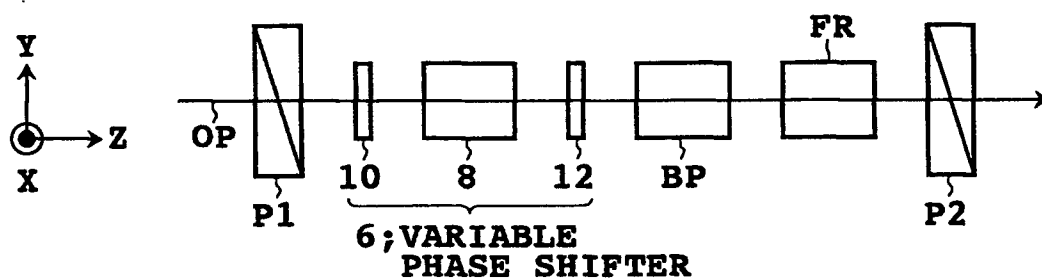 FR
Y
Z
X
OP
P1
10
8
12
BP
P2
6;VARIABLE
PHASE SHIFTER